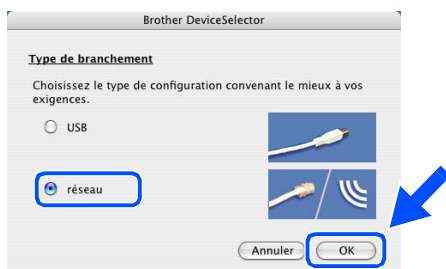 Brother DeviceSelector
Type de branchement
Choisissez le type de configuration convenant le mieux à vos
exigences.
USB
réseau
Annuler OK